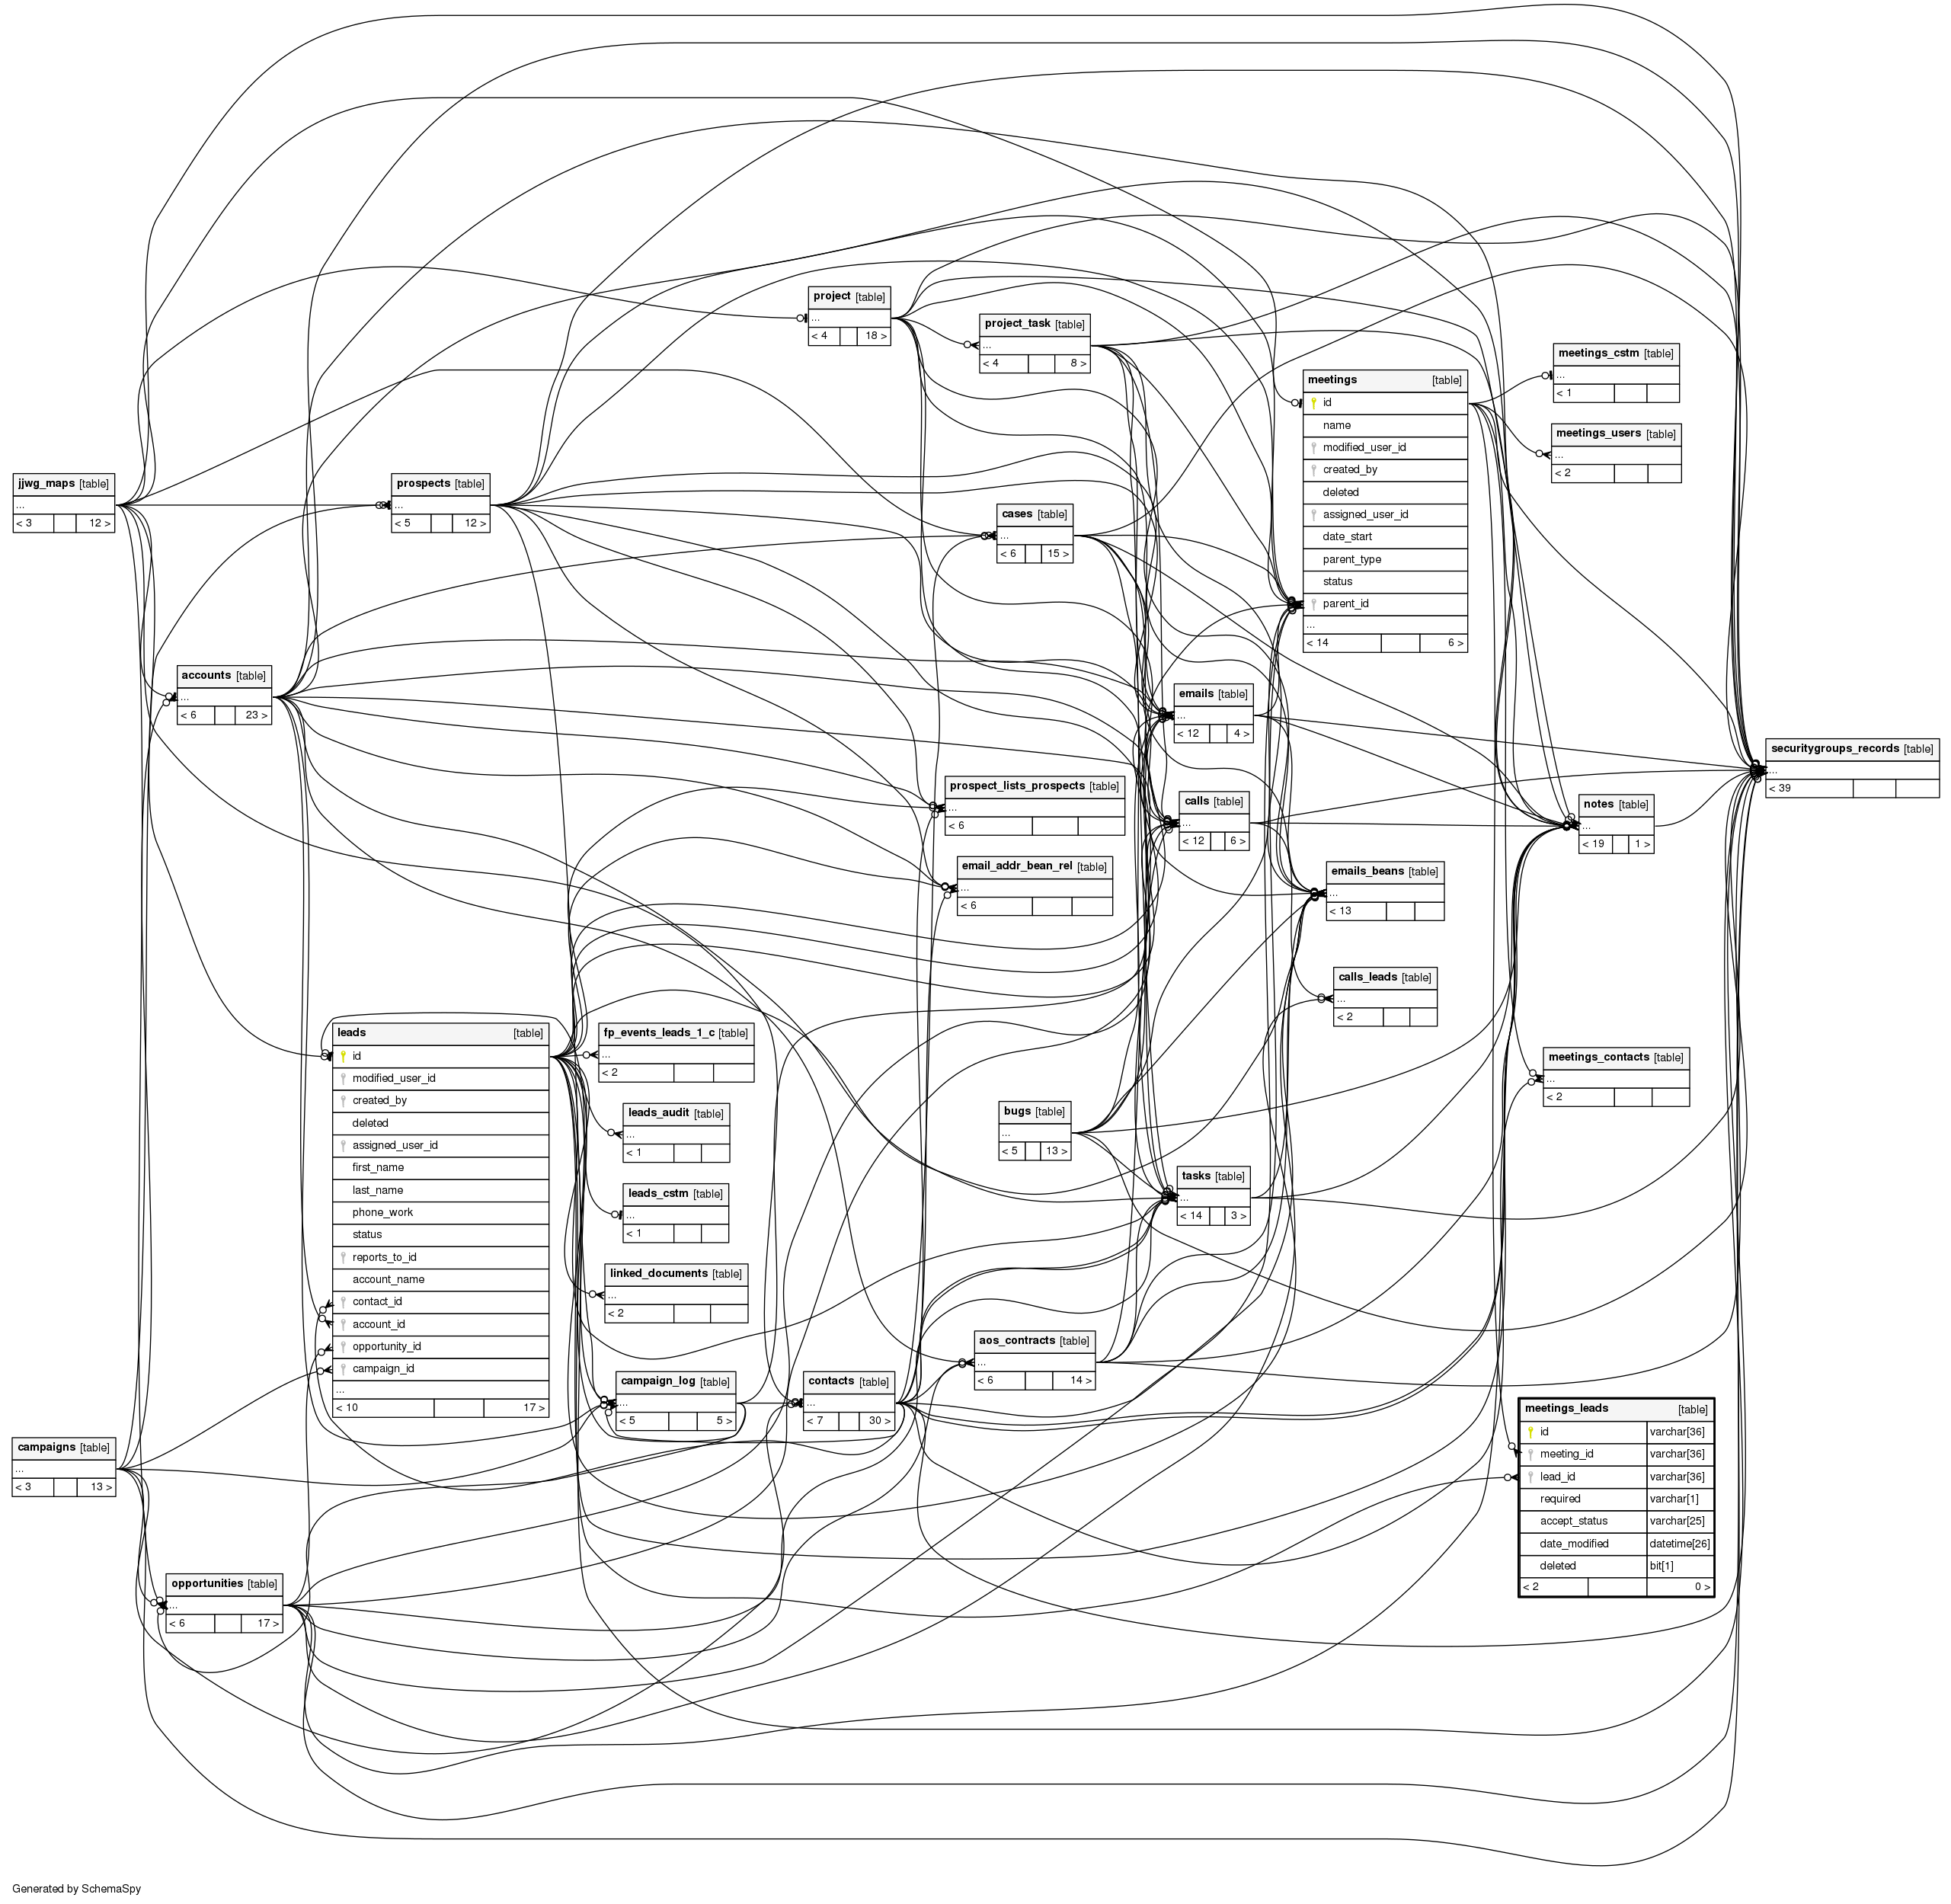 project [table]
...
< 4 18 >
project_task [table]
...
< 4 8 >
meetings_cstm [table]
...
< 1
meetings [table]
id
name
modified_user_id
created_by
deleted
assigned_user_id
date_start
parent_type
status
parent_id
...
< 14 6 >
meetings_users [table]
...
< 2
jjwg_maps [table]
...
< 3 12 >
prospects [table]
...
< 5 12 >
cases [table]
...
< 6 15 >
accounts [table]
...
< 6 23 >
emails [table]
...
< 12 4 >
securitygroups_records [table]
...
< 39
prospect_lists_prospects [table]
...
< 6
calls [table]
...
< 12 6 >
notes [table]
...
< 19 1 >
email_addr_bean_rel [table]
...
< 6
emails_beans [table]
...
< 13
calls_leads [table]
...
< 2
leads [table]
id
modified_user_id
created_by
deleted
assigned_user_id
first_name
last_name
phone_work
status
reports_to_id
account_name
contact_id
account_id
opportunity_id
campaign_id
...
< 10 17 >
fp_events_leads_1_c [table]
...
< 2
meetings_contacts [table]
...
< 2
leads_audit [table]
...
< 1
bugs [table]
...
< 5 13 >
tasks [table]
...
< 14 3 >
leads_cstm [table]
...
< 1
linked_documents [table]
...
< 2
aos_contracts [table]
...
< 6 14 >
campaign_log [table]
...
< 5 5 >
contacts [table]
...
< 7 30 >
meetings_leads [table]
id varchar[36]
meeting_id varchar[36]
lead_id varchar[36]
required varchar[1]
accept_status varchar[25]
date_modified datetime[26]
deleted bit[1]
< 2 0 >
campaigns [table]
...
< 3 13 >
opportunities [table]
...
< 6 17 >
Generated by SchemaSpy